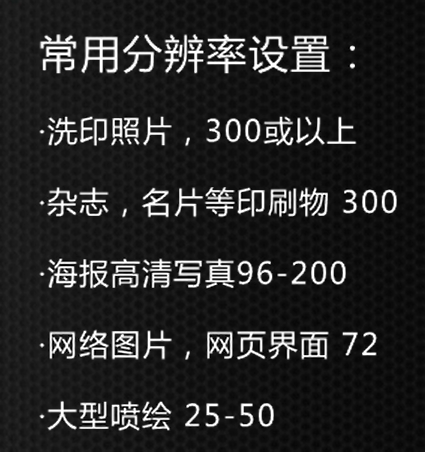 常用分辨率设置：
·洗印照片，300或以上
·杂志，名片等印刷物 300
·海报高清写真96-200
·网络图片，网页界面 72
·大型喷绘 25-50